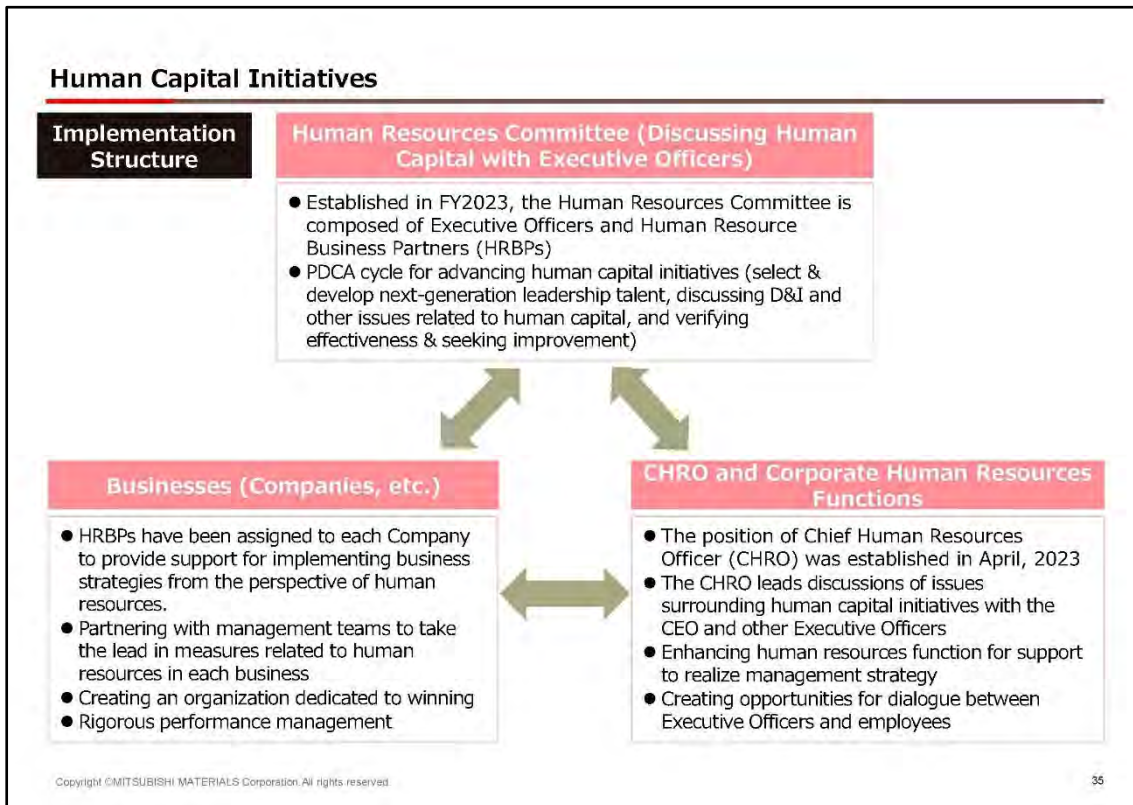 Human Capital Initiatives
Implementation
Structure
Human Resources Committee (Discussing Human
Capital with Executive Officers)
● Established in FY2023, the Human Resources Committee is
composed of Executive Officers and Human Resource
Business Partners (HRBPs)
● PDCA cycle for advancing human capital initiatives (select &
develop next-generation leadership talent, discussing D&I and
other issues related to human capital, and verifying
effectiveness & seeking improvement)
Businesses (Companies, etc.)
● HRBPs have been assigned to each Company
to provide support for implementing business
strategies from the perspective of human
resources.
● Partnering with management teams to take
the lead in measures related to human
resources in each business
● Creating an organization dedicated to winning
● Rigorous performance management
CHRO and Corporate Human Resources
Functions
● The position of Chief Human Resources
Officer (CHRO) was established in April, 2023
● The CHRO leads discussions of issues
surrounding human capital initiatives with the
CEO and other Executive Officers
● Enhancing human resources function for support
to realize management strategy
● Creating opportunities for dialogue between
Executive Officers and employees
Copyright ©MITSUBISHI MATERIALS Corporation. All rights reserved
35